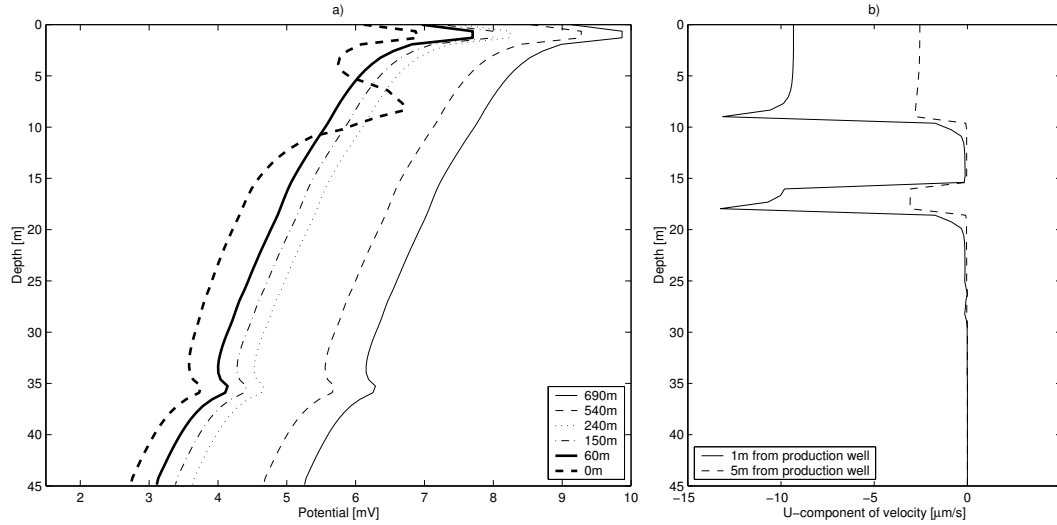 a)
0
5
10
15
20
25
30
35
40
45
Depth [m]
2
3
4
5
6
7
8
9
10
Potential [mV]
690m
540m
240m
150m
60m
0m
b)
0
5
10
15
20
25
30
35
40
45
Depth [m]
−15
−10
−5
0
U−component of velocity [μm/s]
1m from production well
5m from production well